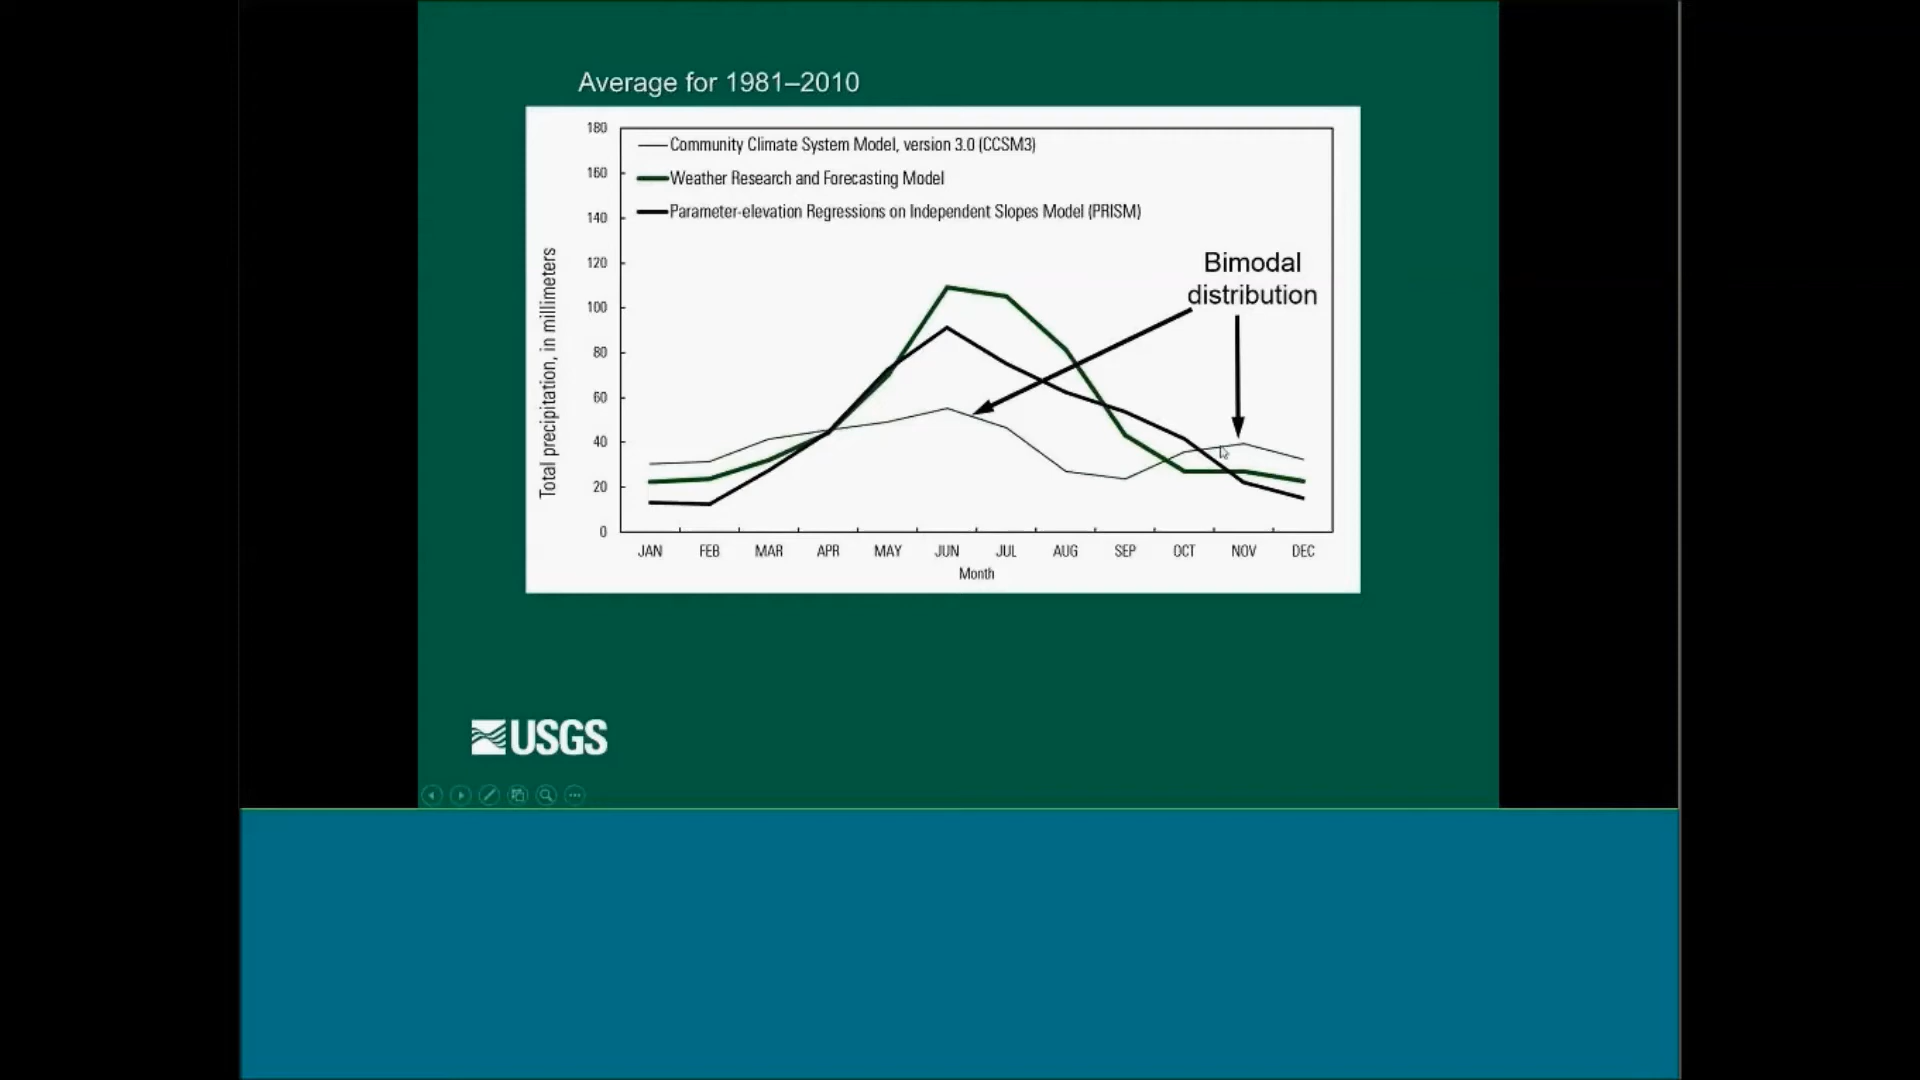 Average for 1981–2010
180
160
140
120
100
80
60
40
20
0
Total precipitation, in millimeters
Community Climate System Model, version 3.0 (CCSM3)
Weather Research and Forecasting Model
Parameter-elevation Regressions on Independent Slopes Model (PRISM)
Bimodal
distribution
JAN FEB MAR APR MAY JUN JUL AUG SEP OCT NOV DEC
Month
USGS